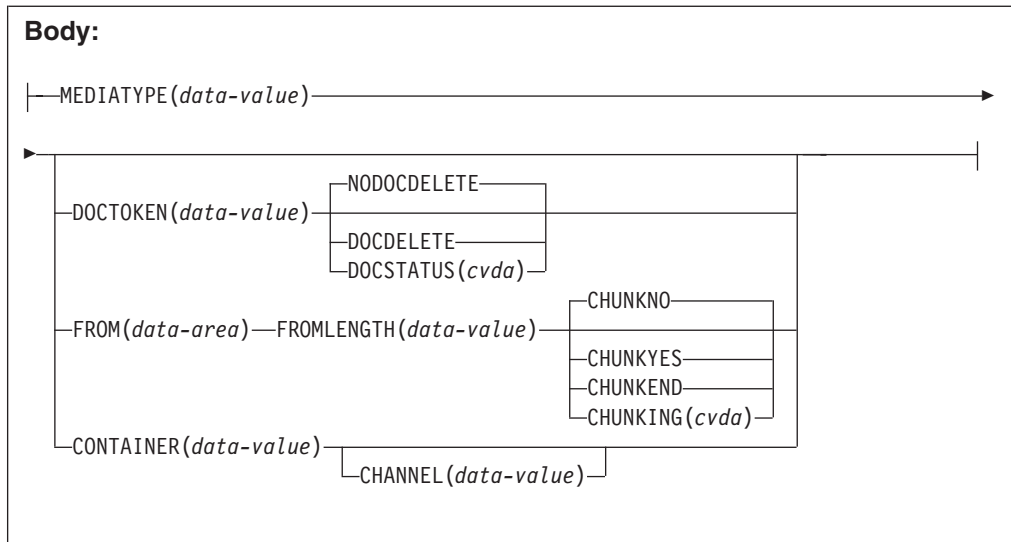 Body:
MEDIATYPE(data-value)
NODOCDELETE
DOCTOKEN(data-value)
DOCDELETE
DOCSTATUS(cvda)
CHUNKNO
FROM(data-area) FROMLENGTH(data-value)
CHUNKYES
CHUNKEND
CHUNKING(cvda)
CONTAINER(data-value)
CHANNEL(data-value)